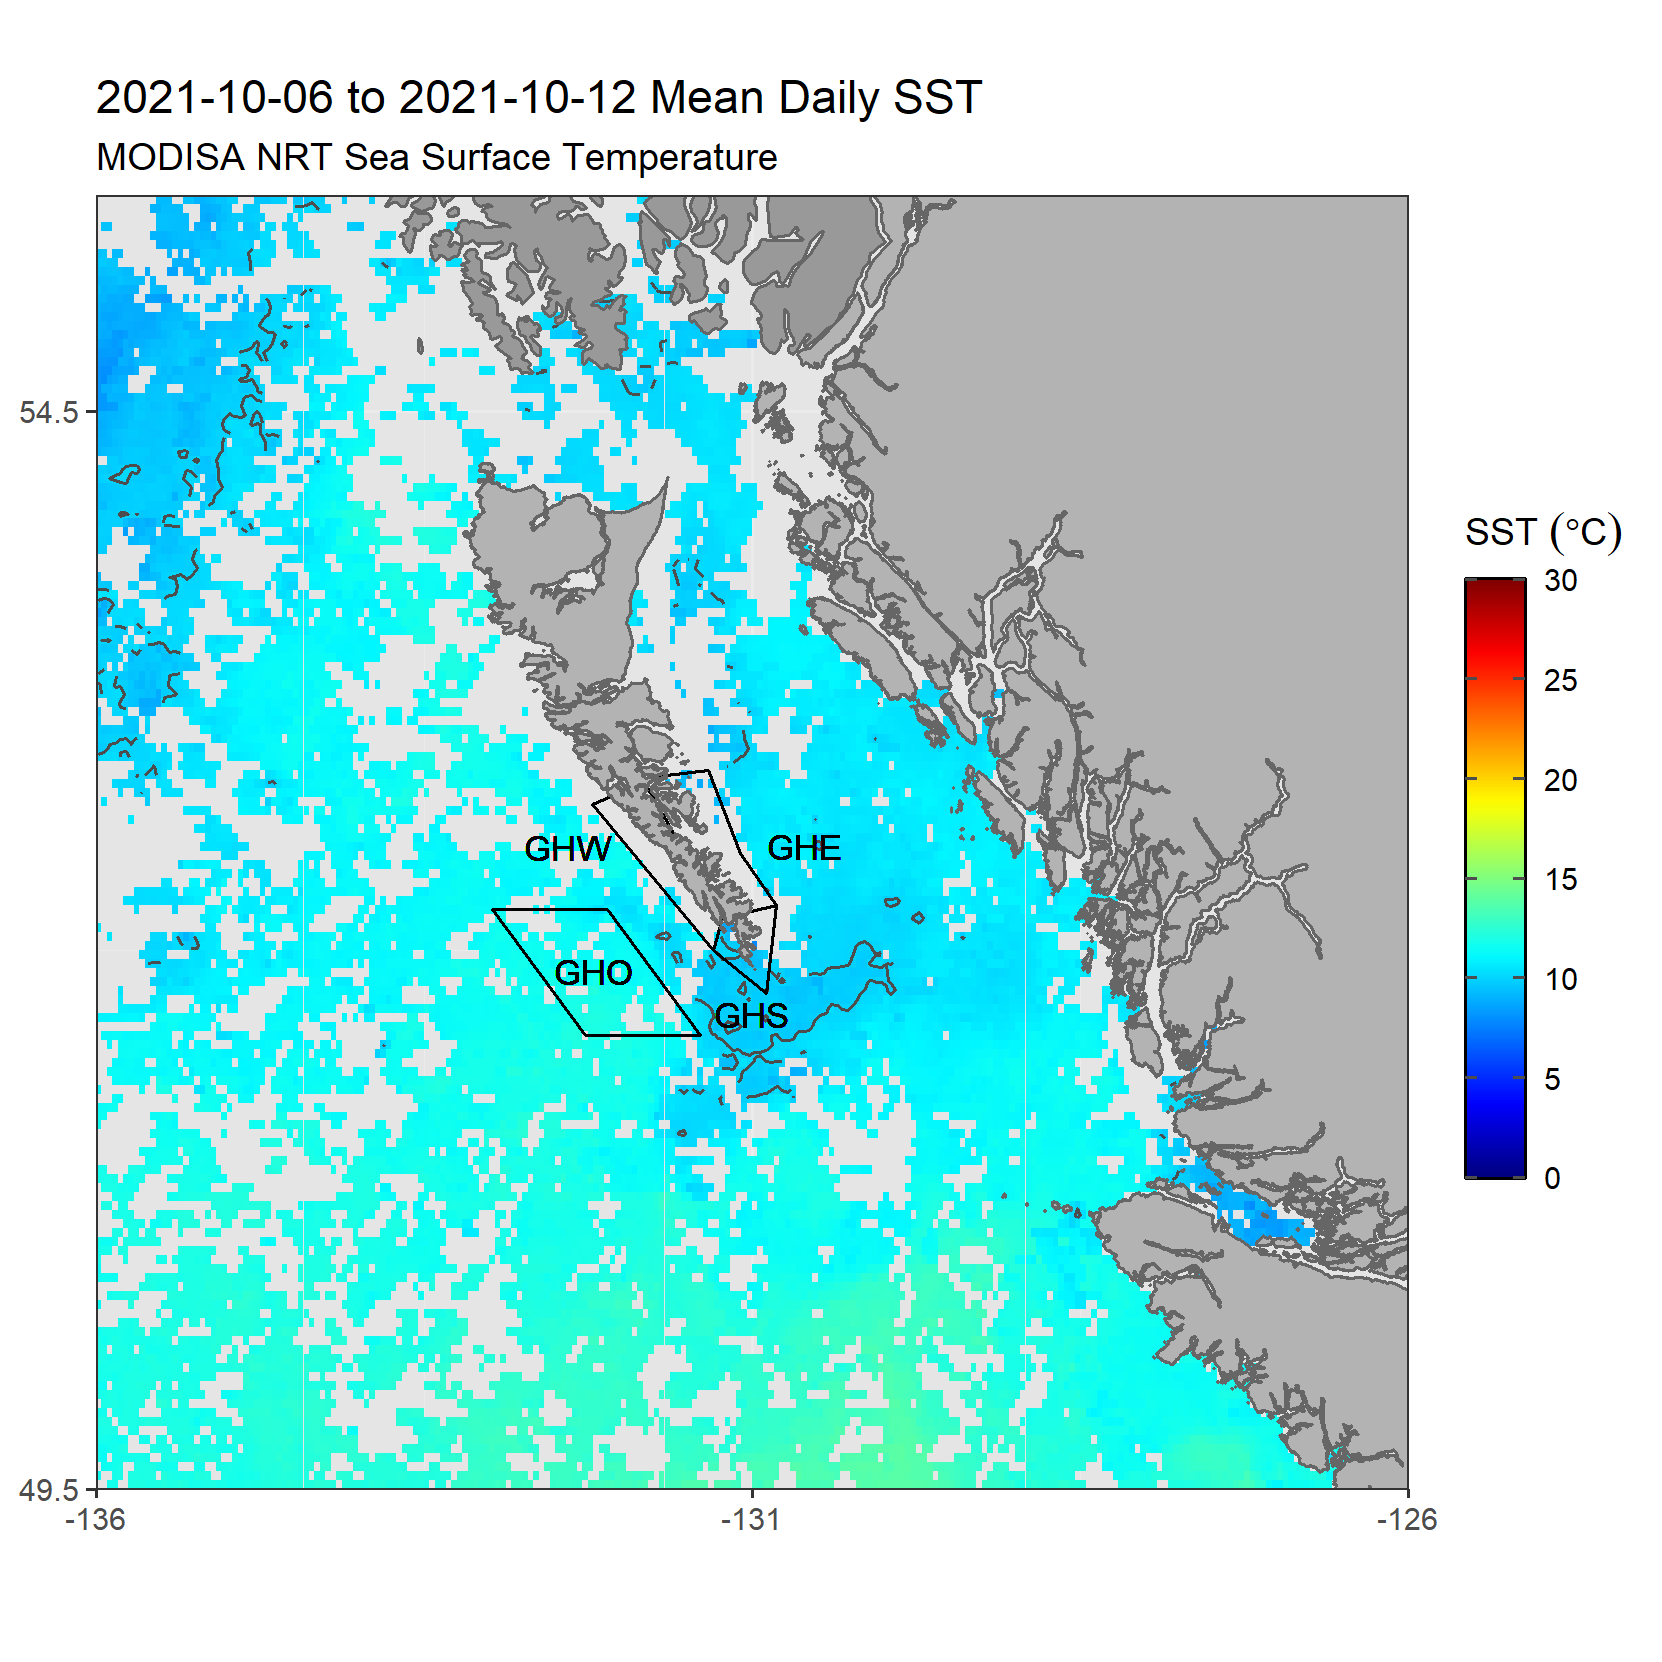 2021-10-06 to 2021-10-12 Mean Daily SST
MODISA NRT Sea Surface Temperature
SST (°C)
30
25
20
15
10
5
0
54.5
49.5
-136
-131
-126
GHW
GHE
GHO
GHS